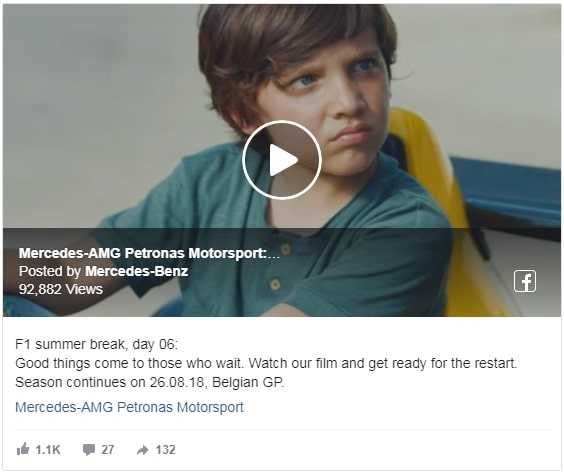 Mercedes-AMG Petronas Motorsport:...
Posted by Mercedes-Benz
92,882 Views
F1 summer break, day 06:
Good things come to those who wait. Watch our film and get ready for the restart.
Season continues on 26.08.18, Belgian GP.
Mercedes-AMG Petronas Motorsport
1.1K 27 132